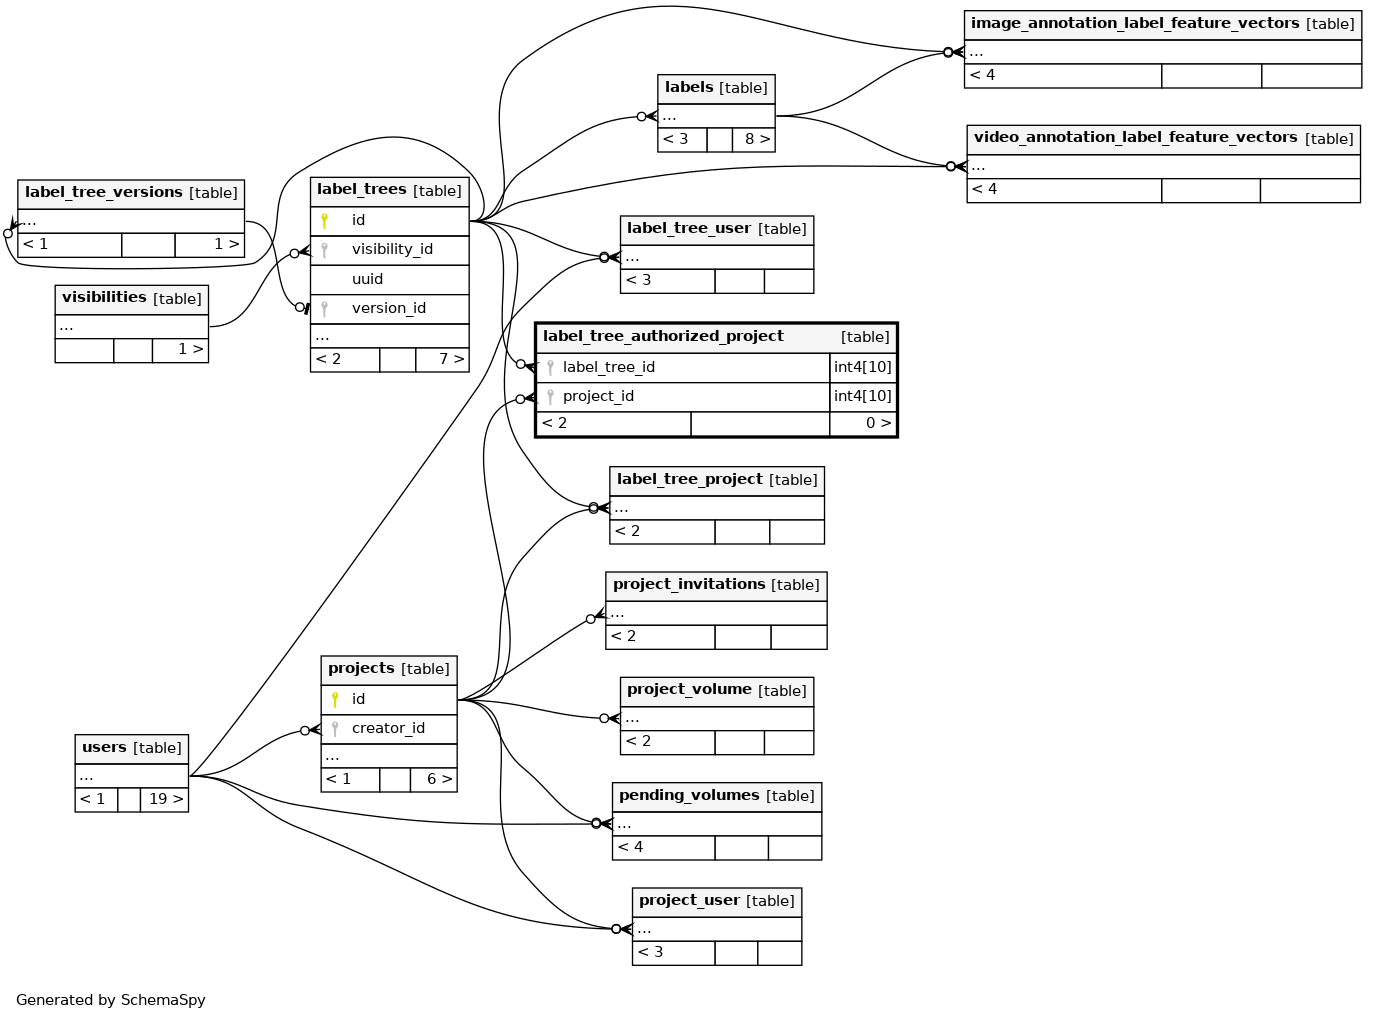 image_annotation_label_feature_vectors [table]
...
< 4
labels [table]
...
< 3 8 >
video_annotation_label_feature_vectors [table]
...
< 4
label_tree_versions [table]
...
< 1 1 >
label_trees [table]
id
visibility_id
uuid
version_id
...
< 2 7 >
label_tree_user [table]
...
< 3
visibilities [table]
...
1 >
label_tree_authorized_project [table]
label_tree_id int4[10]
project_id int4[10]
< 2 0 >
label_tree_project [table]
...
< 2
project_invitations [table]
...
< 2
projects [table]
id
creator_id
...
< 1 6 >
project_volume [table]
...
< 2
users [table]
...
< 1 19 >
pending_volumes [table]
...
< 4
project_user [table]
...
< 3
Generated by SchemaSpy